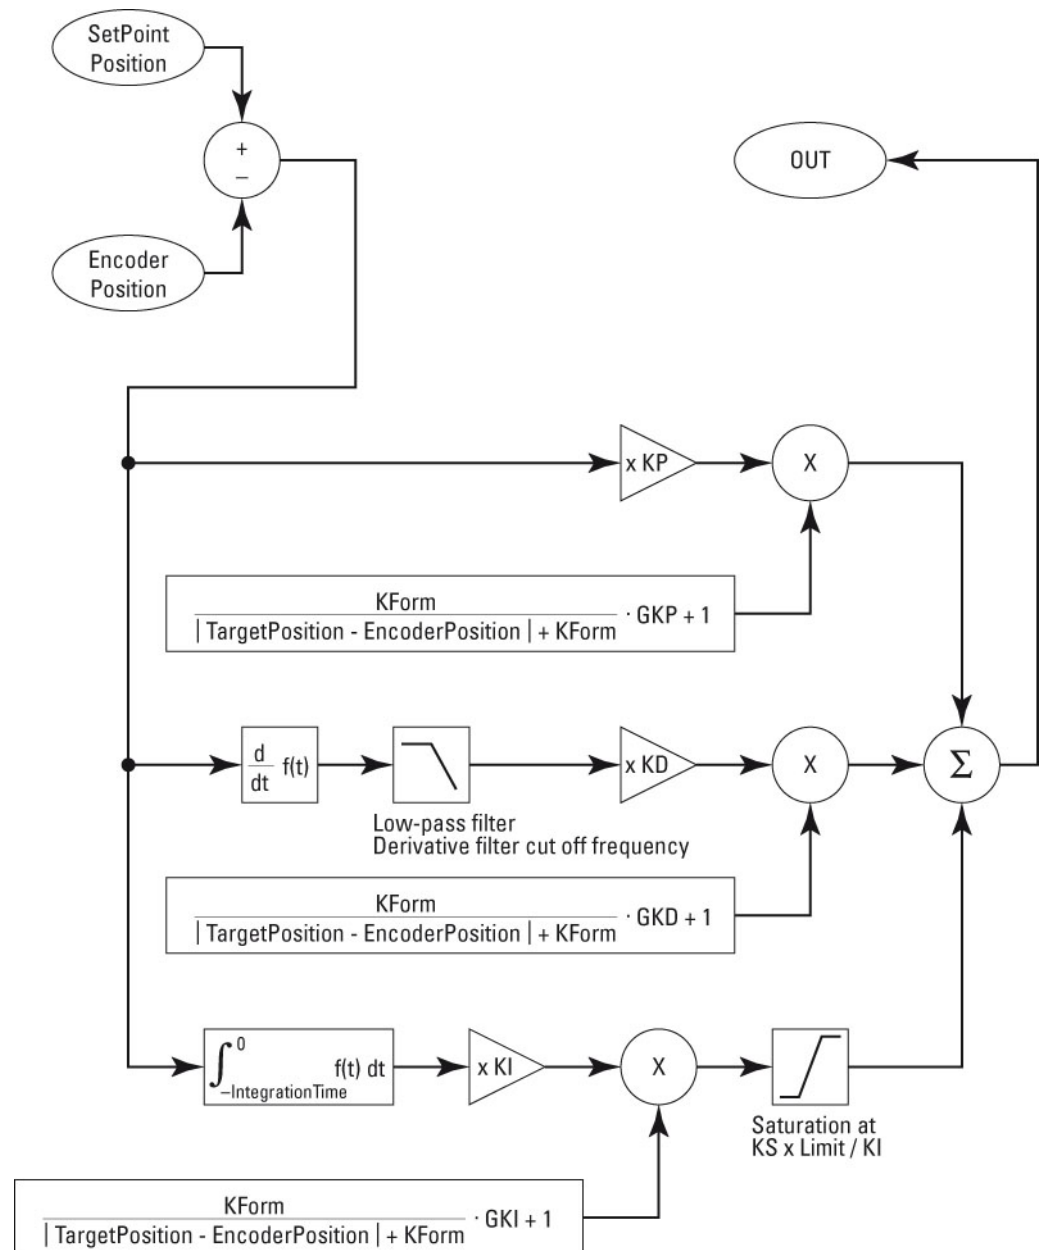 SetPoint
Position
+
−
OUT
Encoder
Position
x KP
X
KForm
| TargetPosition - EncoderPosition | + KForm
· GKP + 1
d
dt
f(t)
x KD
X
Σ
Low-pass filter
Derivative filter cut off frequency
KForm
| TargetPosition - EncoderPosition | + KForm
· GKD + 1
∫
0
−IntegrationTime
f(t) dt
x KI
X
Saturation at
KS x Limit / KI
KForm
| TargetPosition - EncoderPosition | + KForm
· GKI + 1